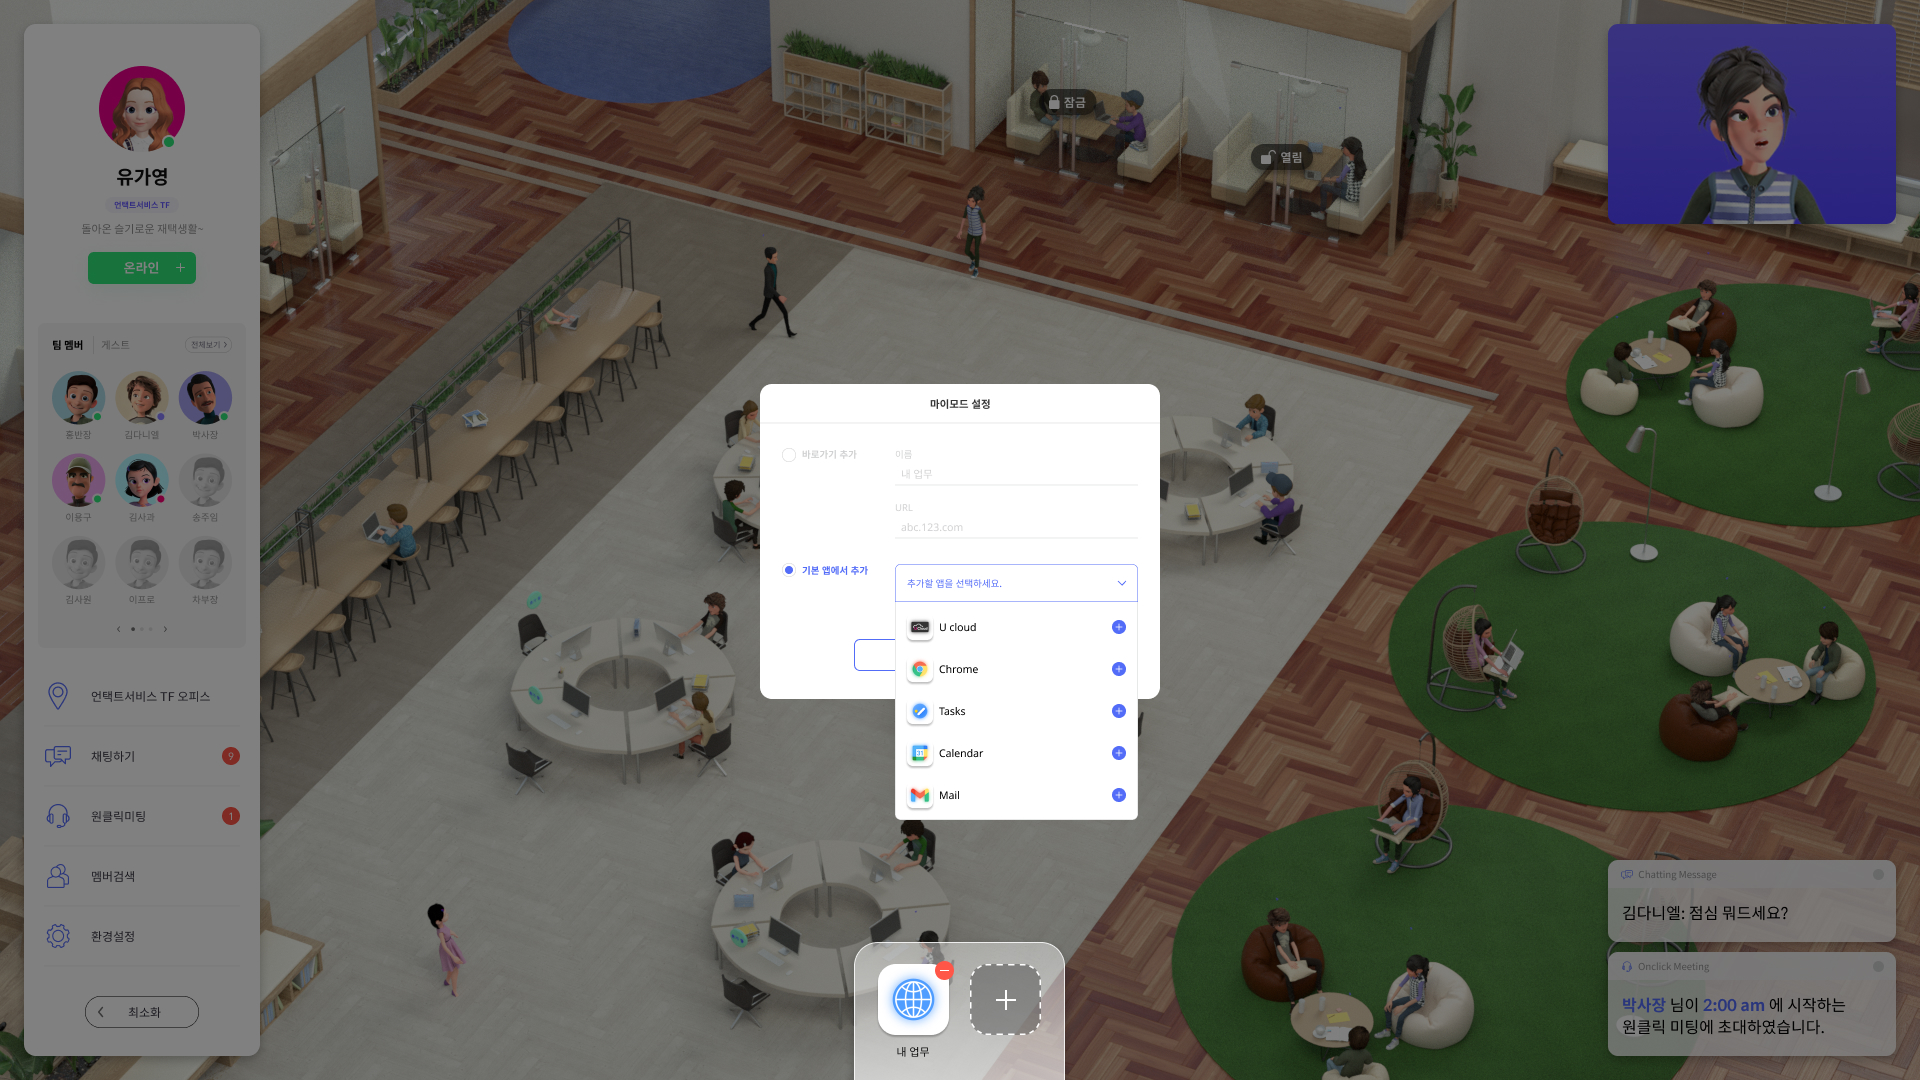 유가영
언택트서비스 TF
돌아온 슬기로운 재택생활~
온라인
팀 멤버
게스트
전체보기
홍반장
김다니엘
박사장
이용구
김사과
송주임
김사원
이프로
차부장
언택트서비스 TF 오피스
채팅하기
9
원클릭미팅
1
멤버검색
환경설정
최소화
잠금
열림
마이모드 설정
바로가기 추가
이름
내 업무
URL
abc.123.com
기본 앱에서 추가
추가할 앱을 선택하세요.
U cloud
Chrome
Tasks
Calendar
Mail
내 업무
Chatting Message
김다니엘: 점심 뭐드세요?
Onclick Meeting
박사장 님이 2:00 am 에 시작하는
원클릭 미팅에 초대하였습니다.